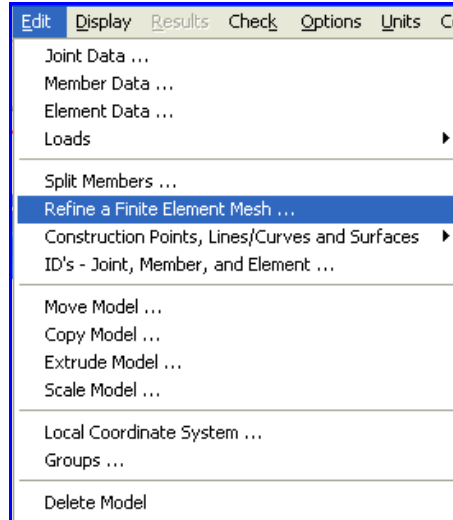 Edit Display Results Check Options Units
Joint Data ...
Member Data ...
Element Data ...
Loads
Split Members ...
Refine a Finite Element Mesh ...
Construction Points, Lines/Curves and Surfaces
ID's - Joint, Member, and Element ...
Move Model ...
Copy Model ...
Extrude Model ...
Scale Model ...
Local Coordinate System ...
Groups ...
Delete Model